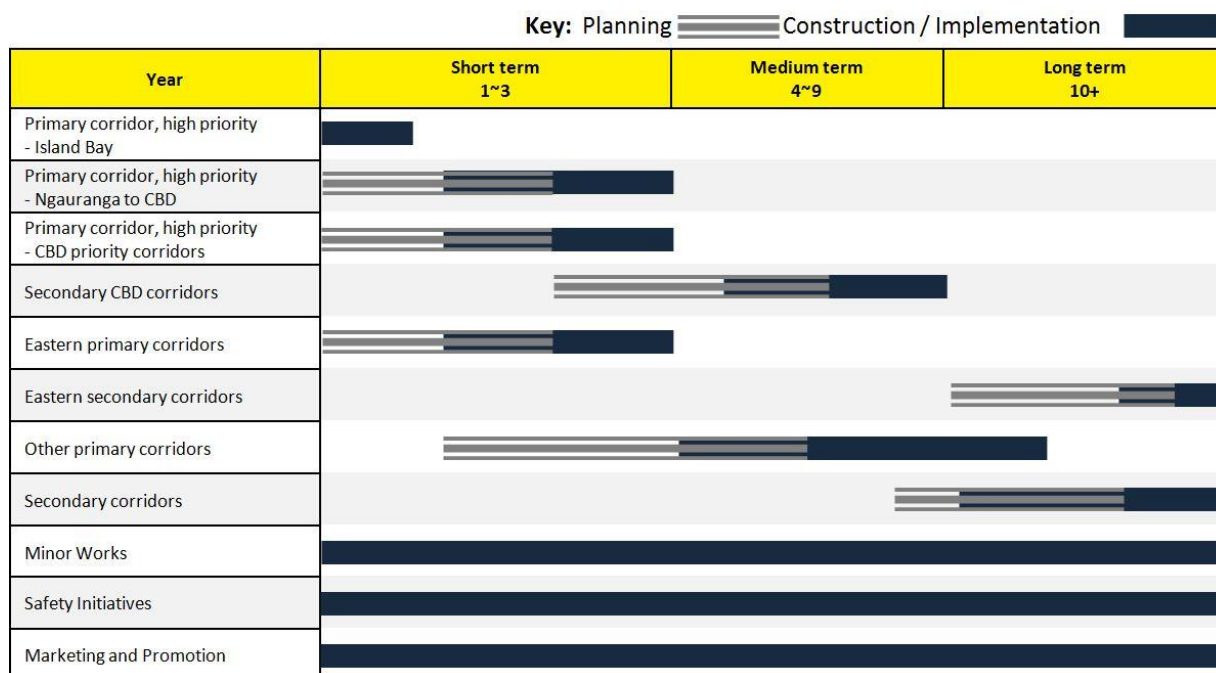 Key: Planning Construction / Implementation
Year
Short term
1~3
Medium term
4~9
Long term
10+
Primary corridor, high priority
- Island Bay
Primary corridor, high priority
- Ngauranga to CBD
Primary corridor, high priority
- CBD priority corridors
Secondary CBD corridors
Eastern primary corridors
Eastern secondary corridors
Other primary corridors
Secondary corridors
Minor Works
Safety Initiatives
Marketing and Promotion